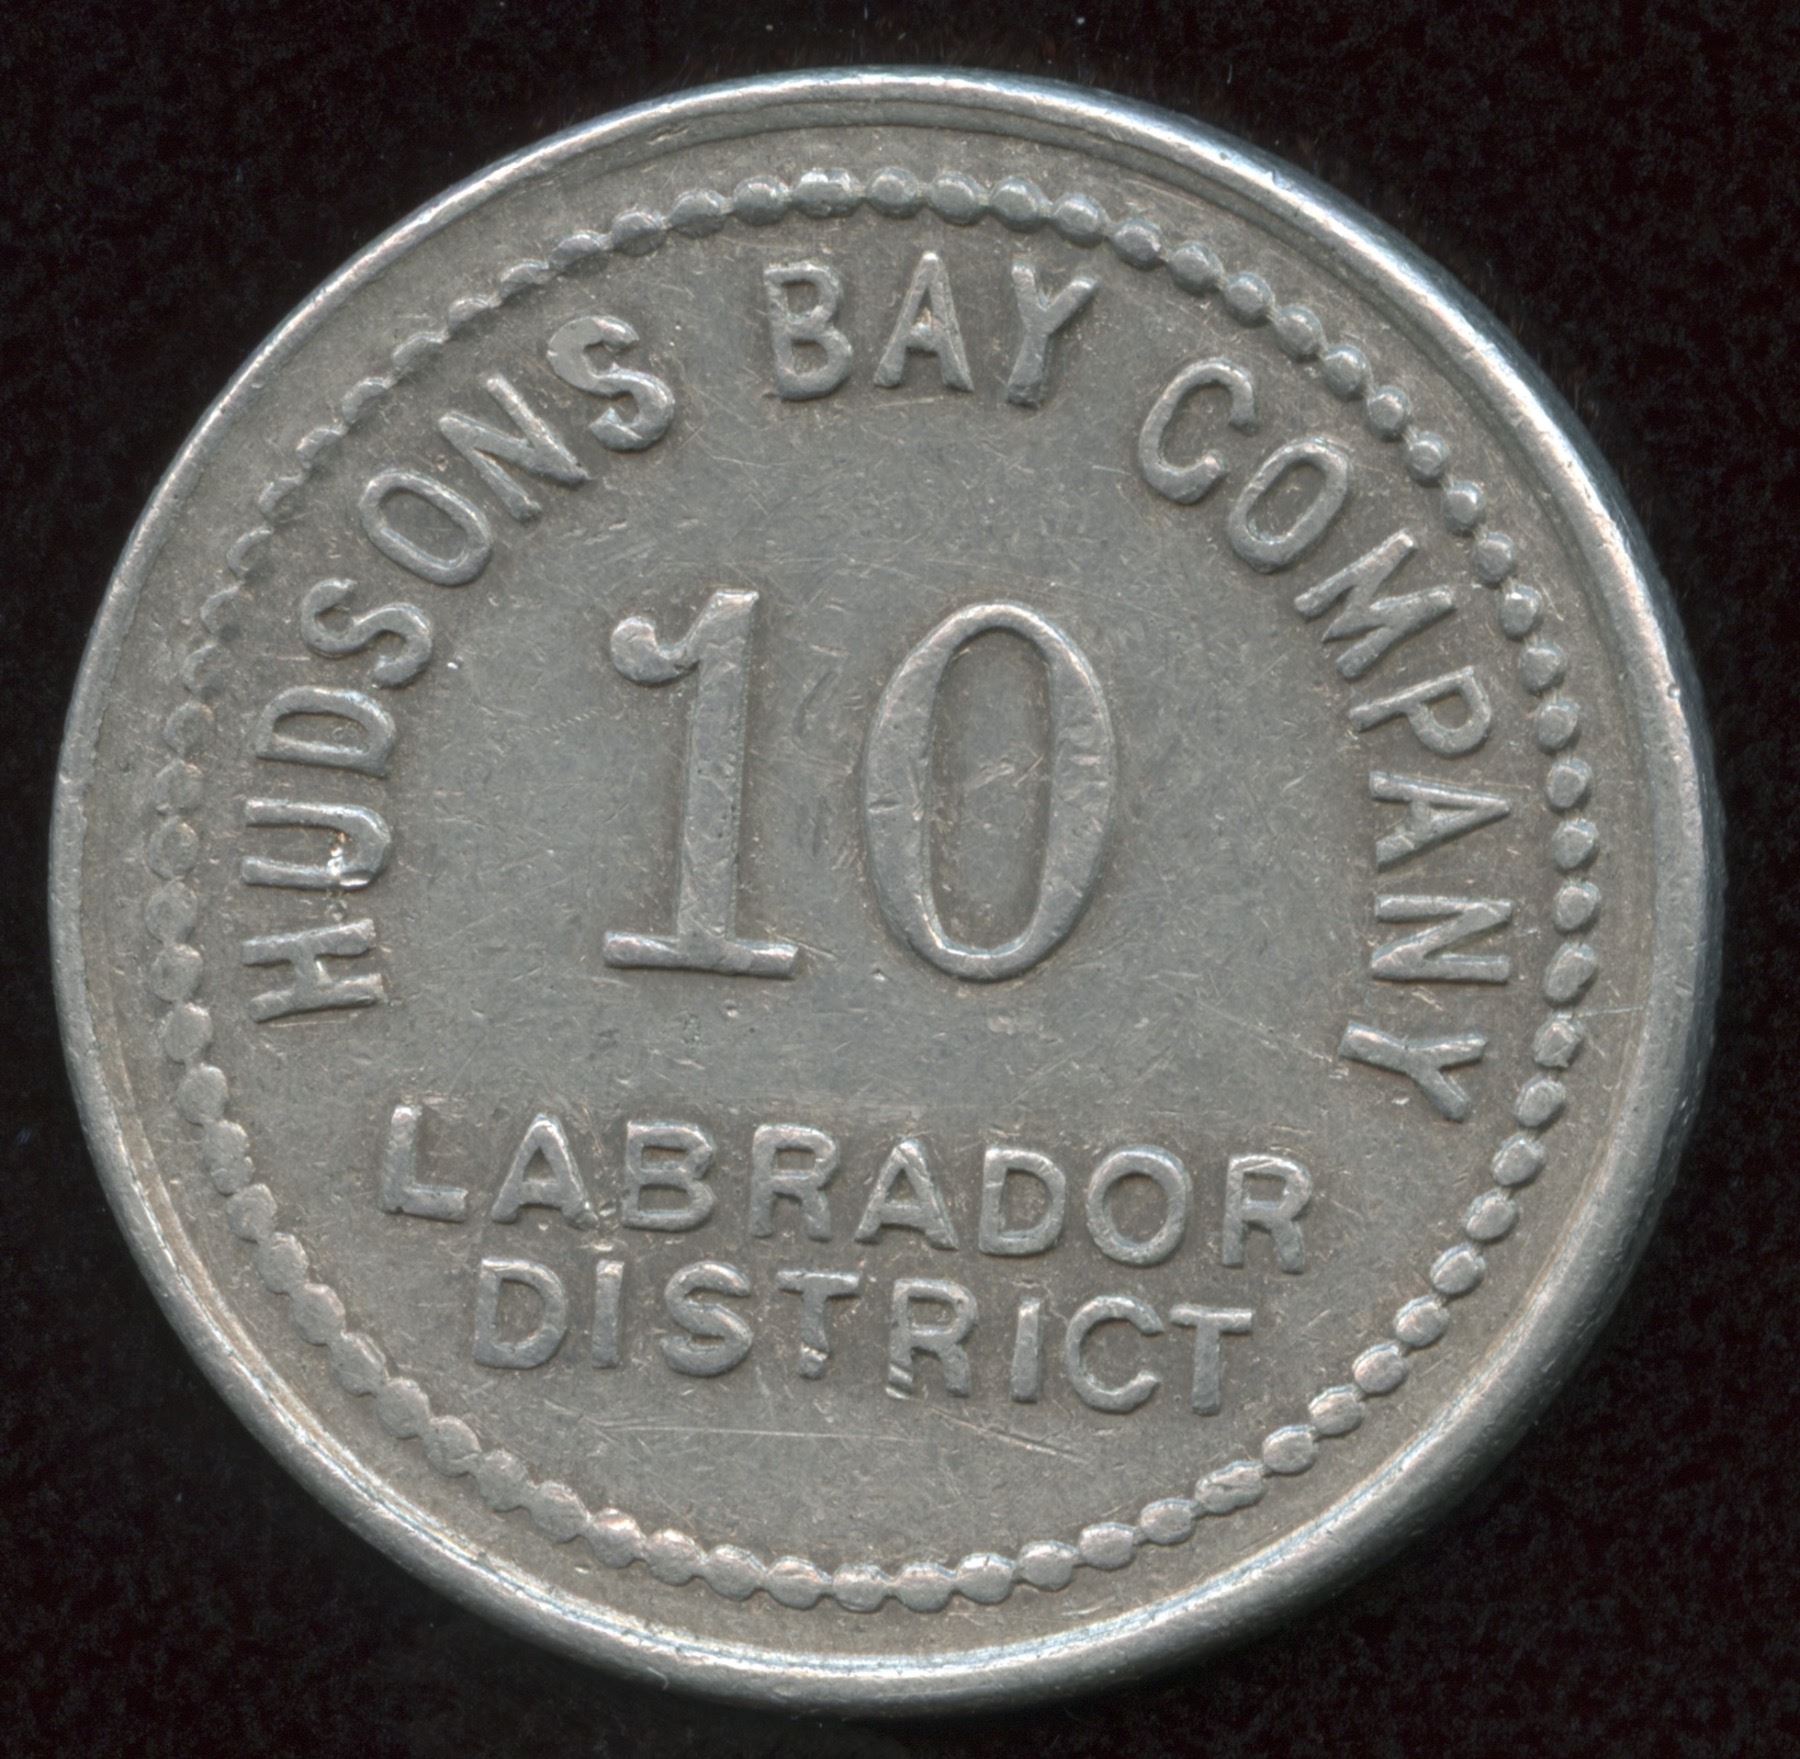 HUDSONS BAY COMPANY
10
LABRADOR
DISTRICT